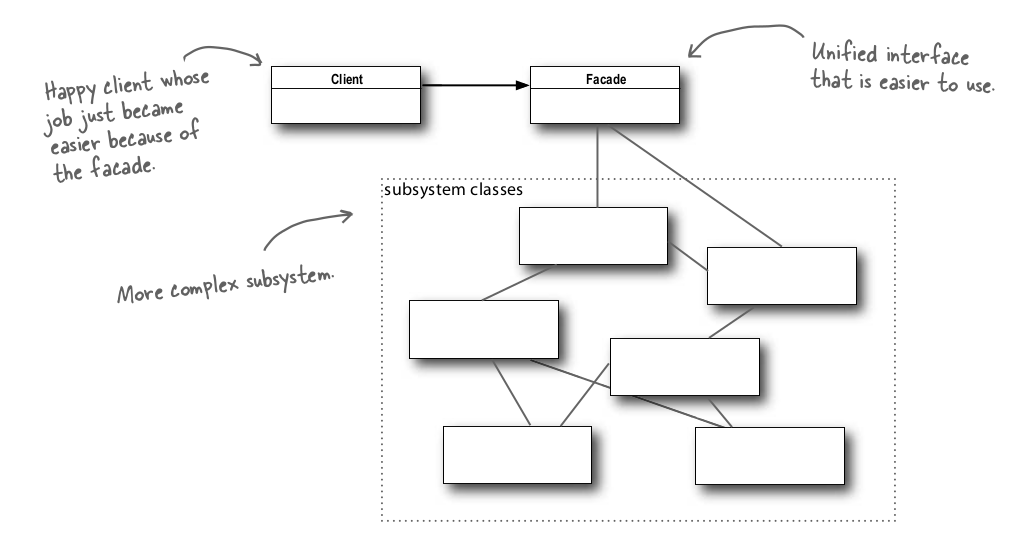 Happy client whose
job just became
easier because of
the facade.
Client
Facade
Unified interface
that is easier to use.
subsystem classes
More complex subsystem.